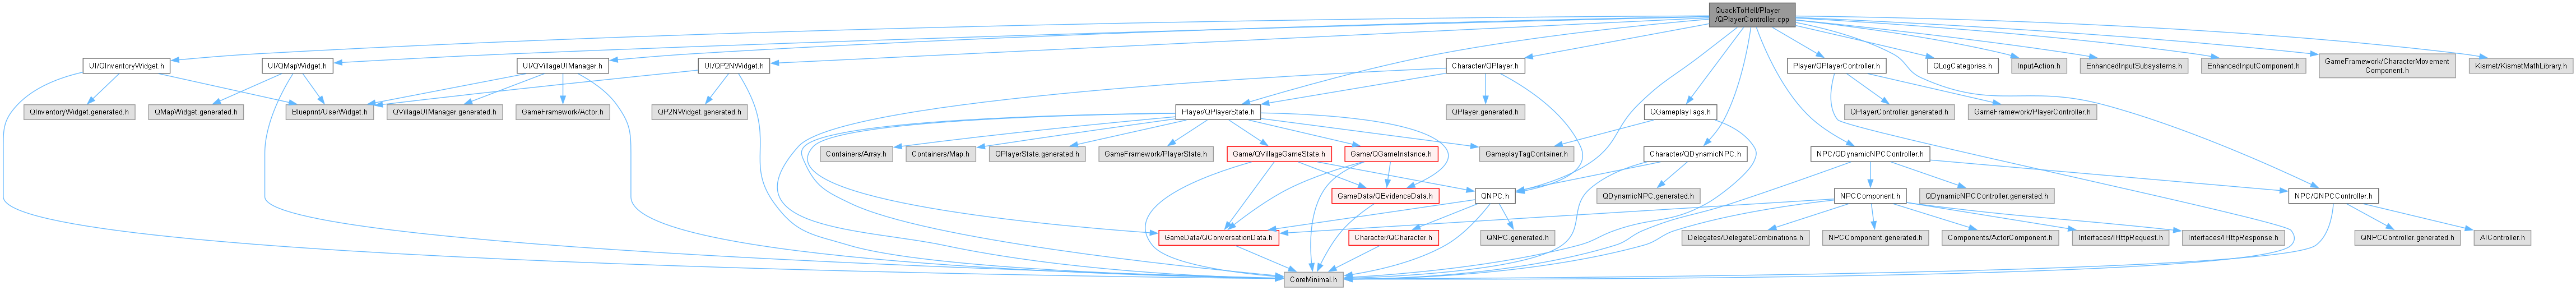 QuackToHell/Player
/QPlayerController.cpp
UI/QInventoryWidget.h
UI/QMapWidget.h
UI/QVillageUIManager.h
UI/QP2NWidget.h
Character/QPlayer.h
Player/QPlayerController.h
QLogCategories.h
InputAction.h
EnhancedInputSubsystems.h
EnhancedInputComponent.h
GameFramework/CharacterMovement
Component.h
Kismet/KismetMathLibrary.h
QInventoryWidget.generated.h
QMapWidget.generated.h
Blueprint/UserWidget.h
QVillageUIManager.generated.h
GameFramework/Actor.h
QP2NWidget.generated.h
Player/QPlayerState.h
QPlayer.generated.h
QGameplayTags.h
QPlayerController.generated.h
GameFramework/PlayerController.h
Containers/Array.h
Containers/Map.h
QPlayerState.generated.h
GameFramework/PlayerState.h
Game/QVillageGameState.h
Game/QGameInstance.h
GameplayTagContainer.h
Character/QDynamicNPC.h
NPC/QDynamicNPCController.h
GameData/QEvidenceData.h
QNPC.h
QDynamicNPC.generated.h
NPCComponent.h
QDynamicNPCController.generated.h
NPC/QNPCController.h
GameData/QConversationData.h
Character/QCharacter.h
QNPC.generated.h
Delegates/DelegateCombinations.h
NPCComponent.generated.h
Components/ActorComponent.h
Interfaces/IHttpRequest.h
Interfaces/IHttpResponse.h
QNPCController.generated.h
AIController.h
CoreMinimal.h